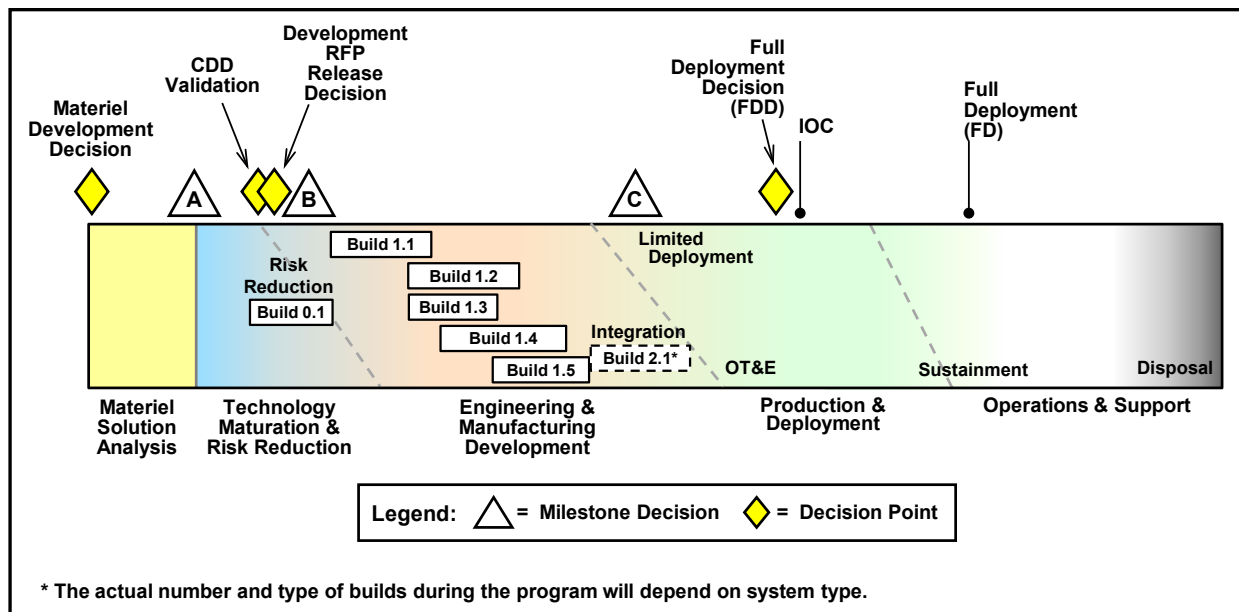 Materiel
Development
Decision
CDD
Validation
Development
RFP
Release
Decision
Full
Deployment
Decision
(FDD)
IOC
Full
Deployment
(FD)
A
B
C
Build 1.1
Limited
Deployment
Risk
Reduction
Build 1.2
Build 0.1
Build 1.3
Build 1.4
Integration
Build 2.1*
Build 1.5
OT&E
Sustainment
Disposal
Materiel
Solution
Analysis
Technology
Maturation &
Risk Reduction
Engineering &
Manufacturing
Development
Production &
Deployment
Operations & Support
Legend: = Milestone Decision = Decision Point
* The actual number and type of builds during the program will depend on system type.